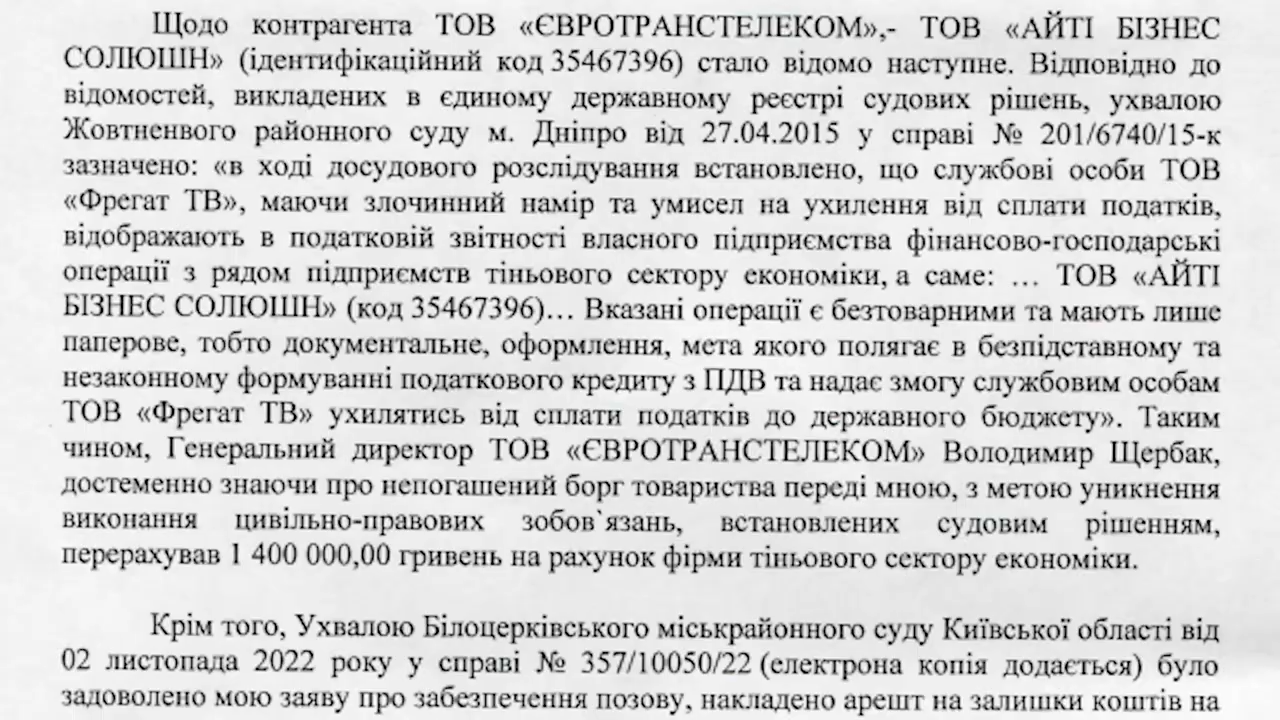 Щодо контрагента ТОВ «ЄВРОТРАНСТЕЛЕКОМ»,- ТОВ «АЙТІ БІЗНЕС
СОЛЮШН» (ідентифікаційний код 35467396) стало відомо наступне. Відповідно до
відомостей, викладених в єдиному державному реєстрі судових рішень, ухвалою
Жовтненвого районного суду м. Дніпро від 27.04.2015 у справі № 201/6740/15-к
зазначено: «в ході досудового розслідування встановлено, що службові особи ТОВ
«Фрегат ТВ», маючи злочинний намір та умисел на ухилення від сплати податків,
відображають в податковій звітності власного підприємства фінансово-господарські
операції з рядом підприємств тіньового сектору економіки, а саме: … ТОВ «АЙТІ
БІЗНЕС СОЛЮШН» (код 35467396)… Вказані операції є безтоварними та мають лише
паперове, тобто документальне, оформлення, мета якого полягає в безпідставному та
незаконному формуванні податкового кредиту з ПДВ та надає змогу службовим особам
ТОВ «Фрегат ТВ» ухилятись від сплати податків до державного бюджету». Таким
чином, Генеральний директор ТОВ «ЄВРОТРАНСТЕЛЕКОМ» Володимир Щербак,
достеменно знаючи про непогашений борг товариства переді мною, з метою уникнення
виконання цивільно-правових зобов`язань, встановлених судовим рішенням,
перерахував 1 400 000,00 гривень на рахунок фірми тіньового сектору економіки.
Крім того, Ухвалою Білоцерківського міськрайонного суду Київської області від
02 листопада 2022 року у справі № 357/10050/22 (електрона копія додається) було
задоволено мою заяву про забезпечення позову, накладено арешт на залишки коштів на